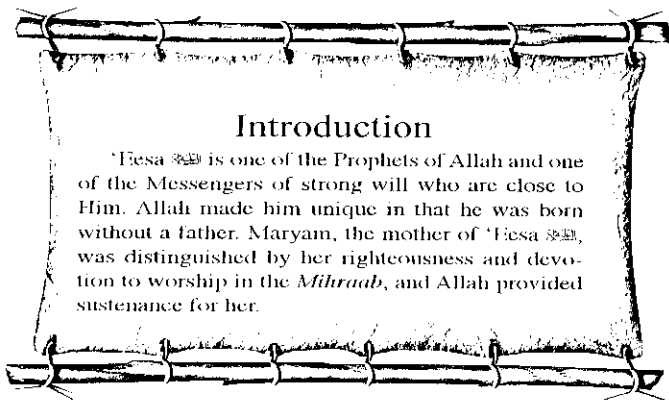 Introduction
'Eesa ﷷ is one of the Prophets of Allah and one
of the Messengers of strong will who are close to
Him. Allah made him unique in that he was born
without a father. Maryam, the mother of 'Eesa ﷷ,
was distinguished by her righteousness and devo-
tion to worship in the Mihraab, and Allah provided
sustenance for her.